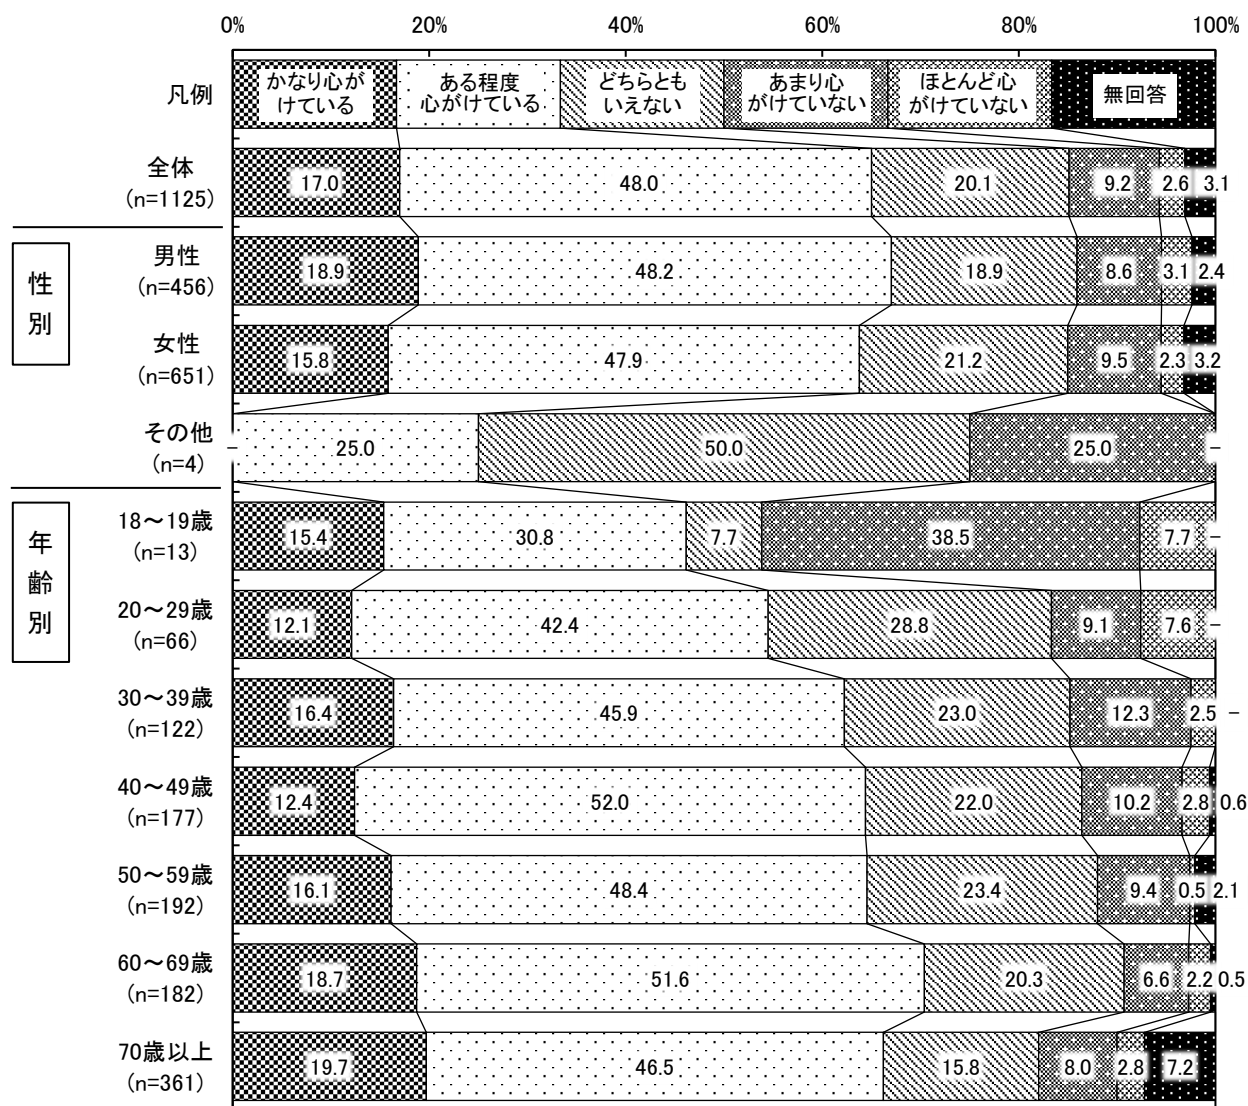 0% 20% 40% 60% 80% 100%
凡例
かなり心が
けている
ある程度
心がけている
どちらとも
いえない
あまり心
がけていない
ほとんど心
がけていない
無回答
全体
(n=1125)
17.0 48.0 20.1 9.2 2.6 3.1
性別
男性
(n=456)
18.9 48.2 18.9 8.6 3.1 2.4
女性
(n=651)
15.8 47.9 21.2 9.5 2.3 3.2
その他
(n=4)
- 25.0 50.0 25.0 -
年齢別
18～19歳
(n=13)
15.4 30.8 7.7 38.5 7.7 -
20～29歳
(n=66)
12.1 42.4 28.8 9.1 7.6 -
30～39歳
(n=122)
16.4 45.9 23.0 12.3 2.5 -
40～49歳
(n=177)
12.4 52.0 22.0 10.2 2.8 0.6
50～59歳
(n=192)
16.1 48.4 23.4 9.4 0.5 2.1
60～69歳
(n=182)
18.7 51.6 20.3 6.6 2.2 0.5
70歳以上
(n=361)
19.7 46.5 15.8 8.0 2.8 7.2